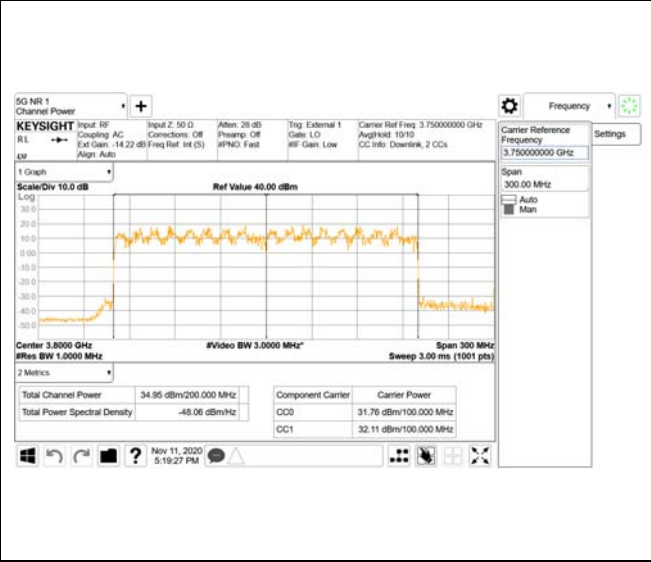 5G NR 1
Channel Power
Frequency
KEYSIGHT
RL
Input: RF
Coupling: AC
Ext Gain: -14.22 dB
Align: Auto
Input Z: 50 Ω
Corrections: Off
Freq Ref: Int (S)
Atten: 28 dB
Preamp: Off
#PNO: Fast
Trig: External 1
Gate: LO
#IF Gain: Low
Carrier Ref Freq: 3.750000000 GHz
Avg|Hold: 10/10
CC Info: Downlink, 2 CCs
Carrier Reference
Frequency
3.750000000 GHz
Settings
Span
300.00 MHz
Auto
Man
1 Graph
Scale/Div 10.0 dB
Ref Value 40.00 dBm
Log
30.0
20.0
10.0
0.00
-10.0
-20.0
-30.0
-40.0
-50.0
Center 3.8000 GHz
#Video BW 3.0000 MHz*
Span 300 MHz
#Res BW 1.0000 MHz
Sweep 3.00 ms (1001 pts)
2 Metrics
Total Channel Power 34.95 dBm/200.000 MHz
Total Power Spectral Density -48.06 dBm/Hz
Component Carrier Carrier Power
CC0 31.76 dBm/100.000 MHz
CC1 32.11 dBm/100.000 MHz
?
Nov 11, 2020
5:19:27 PM